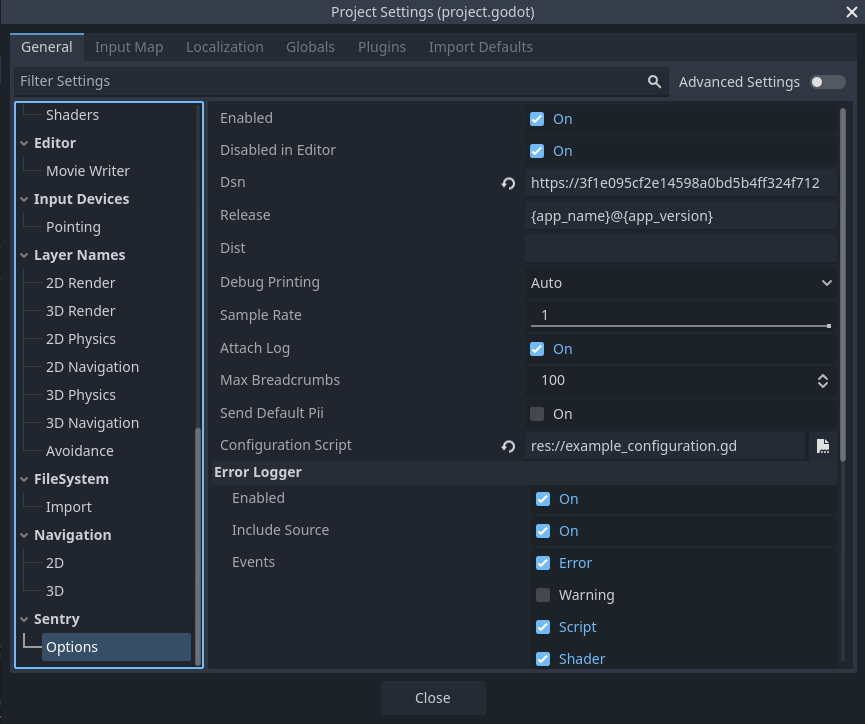 Project Settings (project.godot)
General Input Map Localization Globals Plugins Import Defaults
Filter Settings
Advanced Settings
Shaders
Editor
Movie Writer
Input Devices
Pointing
Layer Names
2D Render
3D Render
2D Physics
2D Navigation
3D Physics
3D Navigation
Avoidance
FileSystem
Import
Navigation
2D
3D
Sentry
Options
Enabled On
Disabled in Editor On
Dsn https://3f1e095cf2e14598a0bd5b4ff324f712
Release {app_name}@{app_version}
Dist
Debug Printing Auto
Sample Rate 1
Attach Log On
Max Breadcrumbs 100
Send Default Pii On
Configuration Script res://example_configuration.gd
Error Logger
Enabled On
Include Source On
Events Error
Warning
Script
Shader
Close